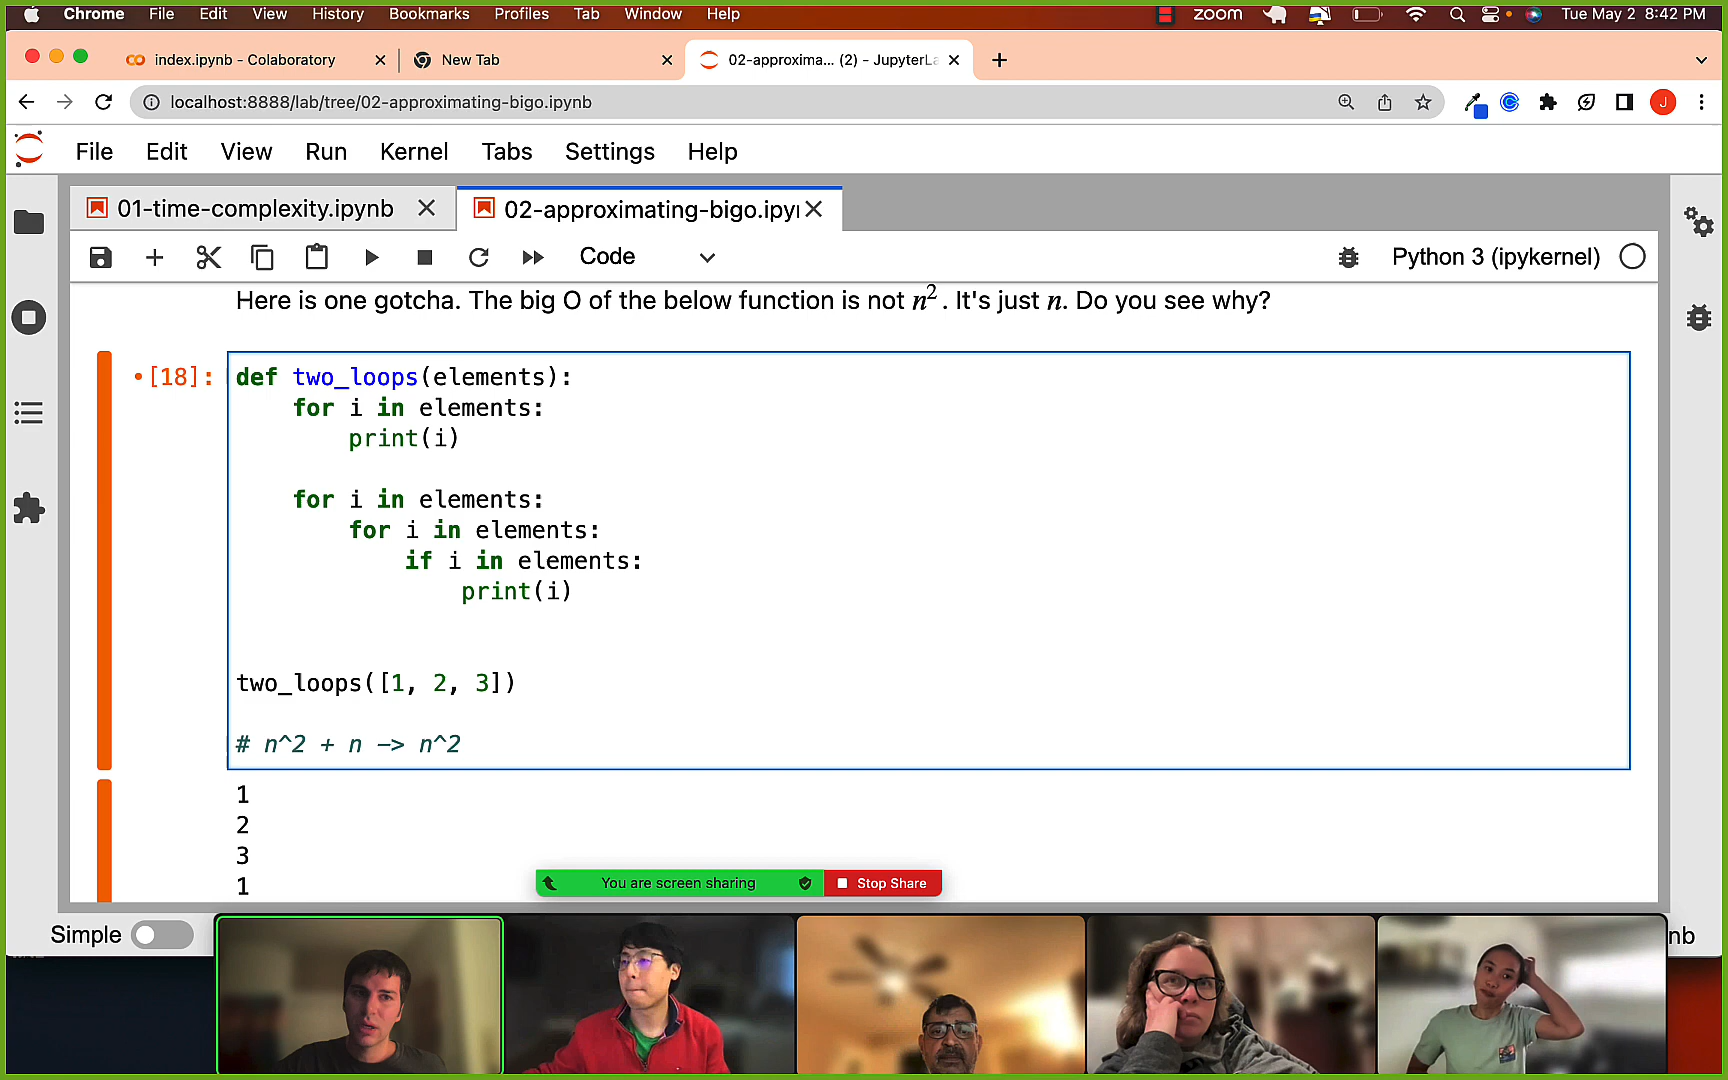 Chrome File Edit View History Bookmarks Profiles Tab Window Help zoom Tue May 2 8:42 PM
index.ipynb - Colaboratory New Tab 02-approxima... (2) - JupyterLa
localhost:8888/lab/tree/02-approximating-bigo.ipynb J
File Edit View Run Kernel Tabs Settings Help
01-time-complexity.ipynb 02-approximating-bigo.ipyı
Code Python 3 (ipykernel)
Here is one gotcha. The big O of the below function is not n². It's just n. Do you see why?
•[18]: def two_loops(elements):
for i in elements:
print(i)
for i in elements:
for i in elements:
if i in elements:
print(i)
two_loops([1, 2, 3])
# n^2 + n —> n^2
1
2
3
1
You are screen sharing Stop Share
Simple nb